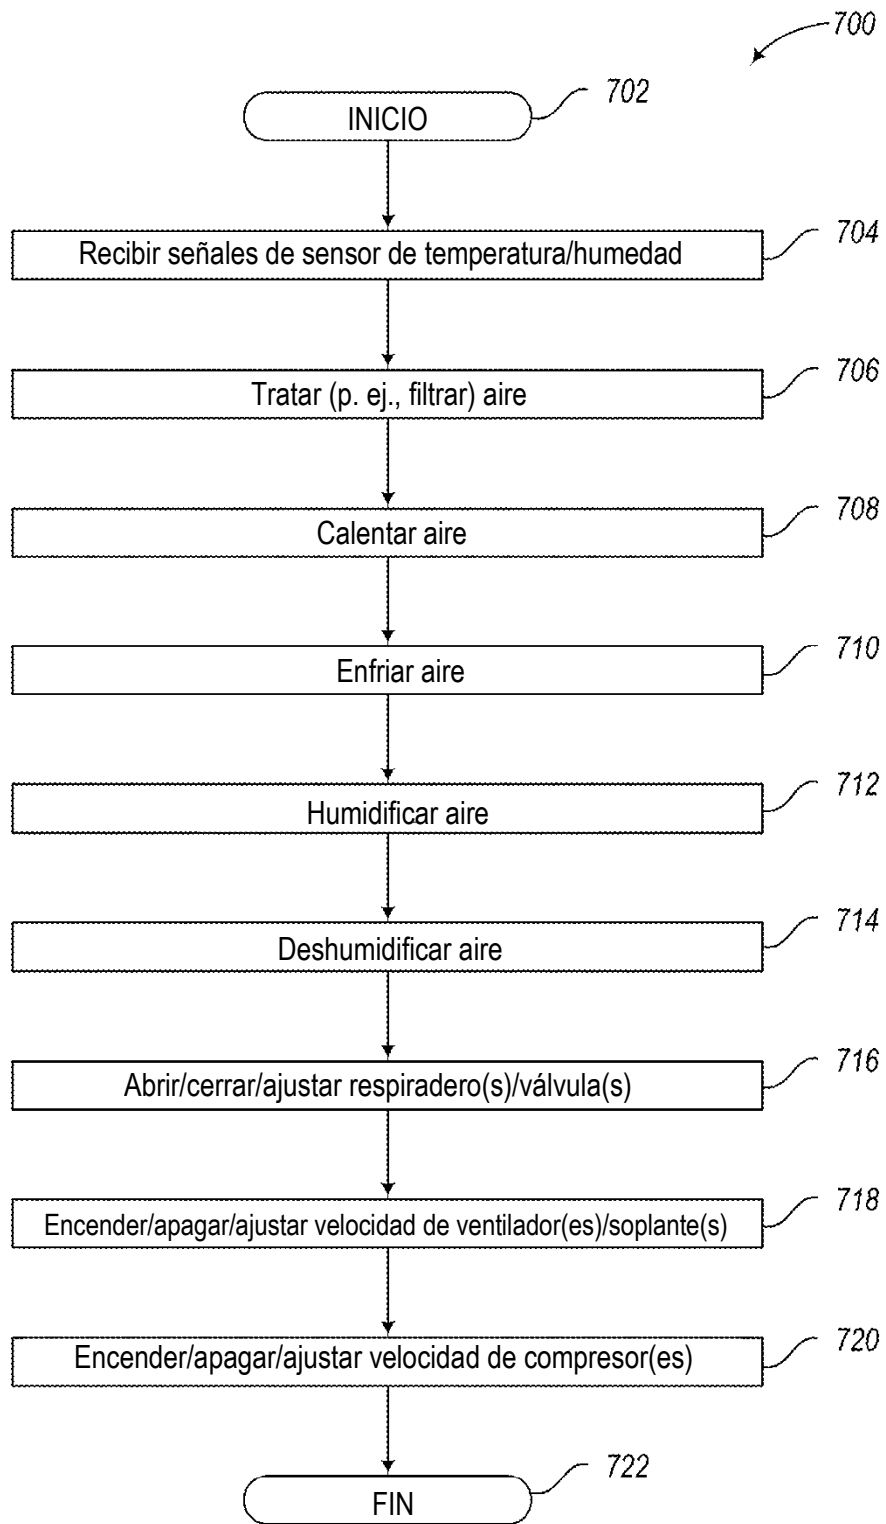 700
INICIO
702
Recibir señales de sensor de temperatura/humedad
704
Tratar (p. ej., filtrar) aire
706
Calentar aire
708
Enfriar aire
710
Humidificar aire
712
Deshumidificar aire
714
Abrir/cerrar/ajustar respiradero(s)/válvula(s)
716
Encender/apagar/ajustar velocidad de ventilador(es)/soplante(s)
718
Encender/apagar/ajustar velocidad de compresor(es)
720
FIN
722